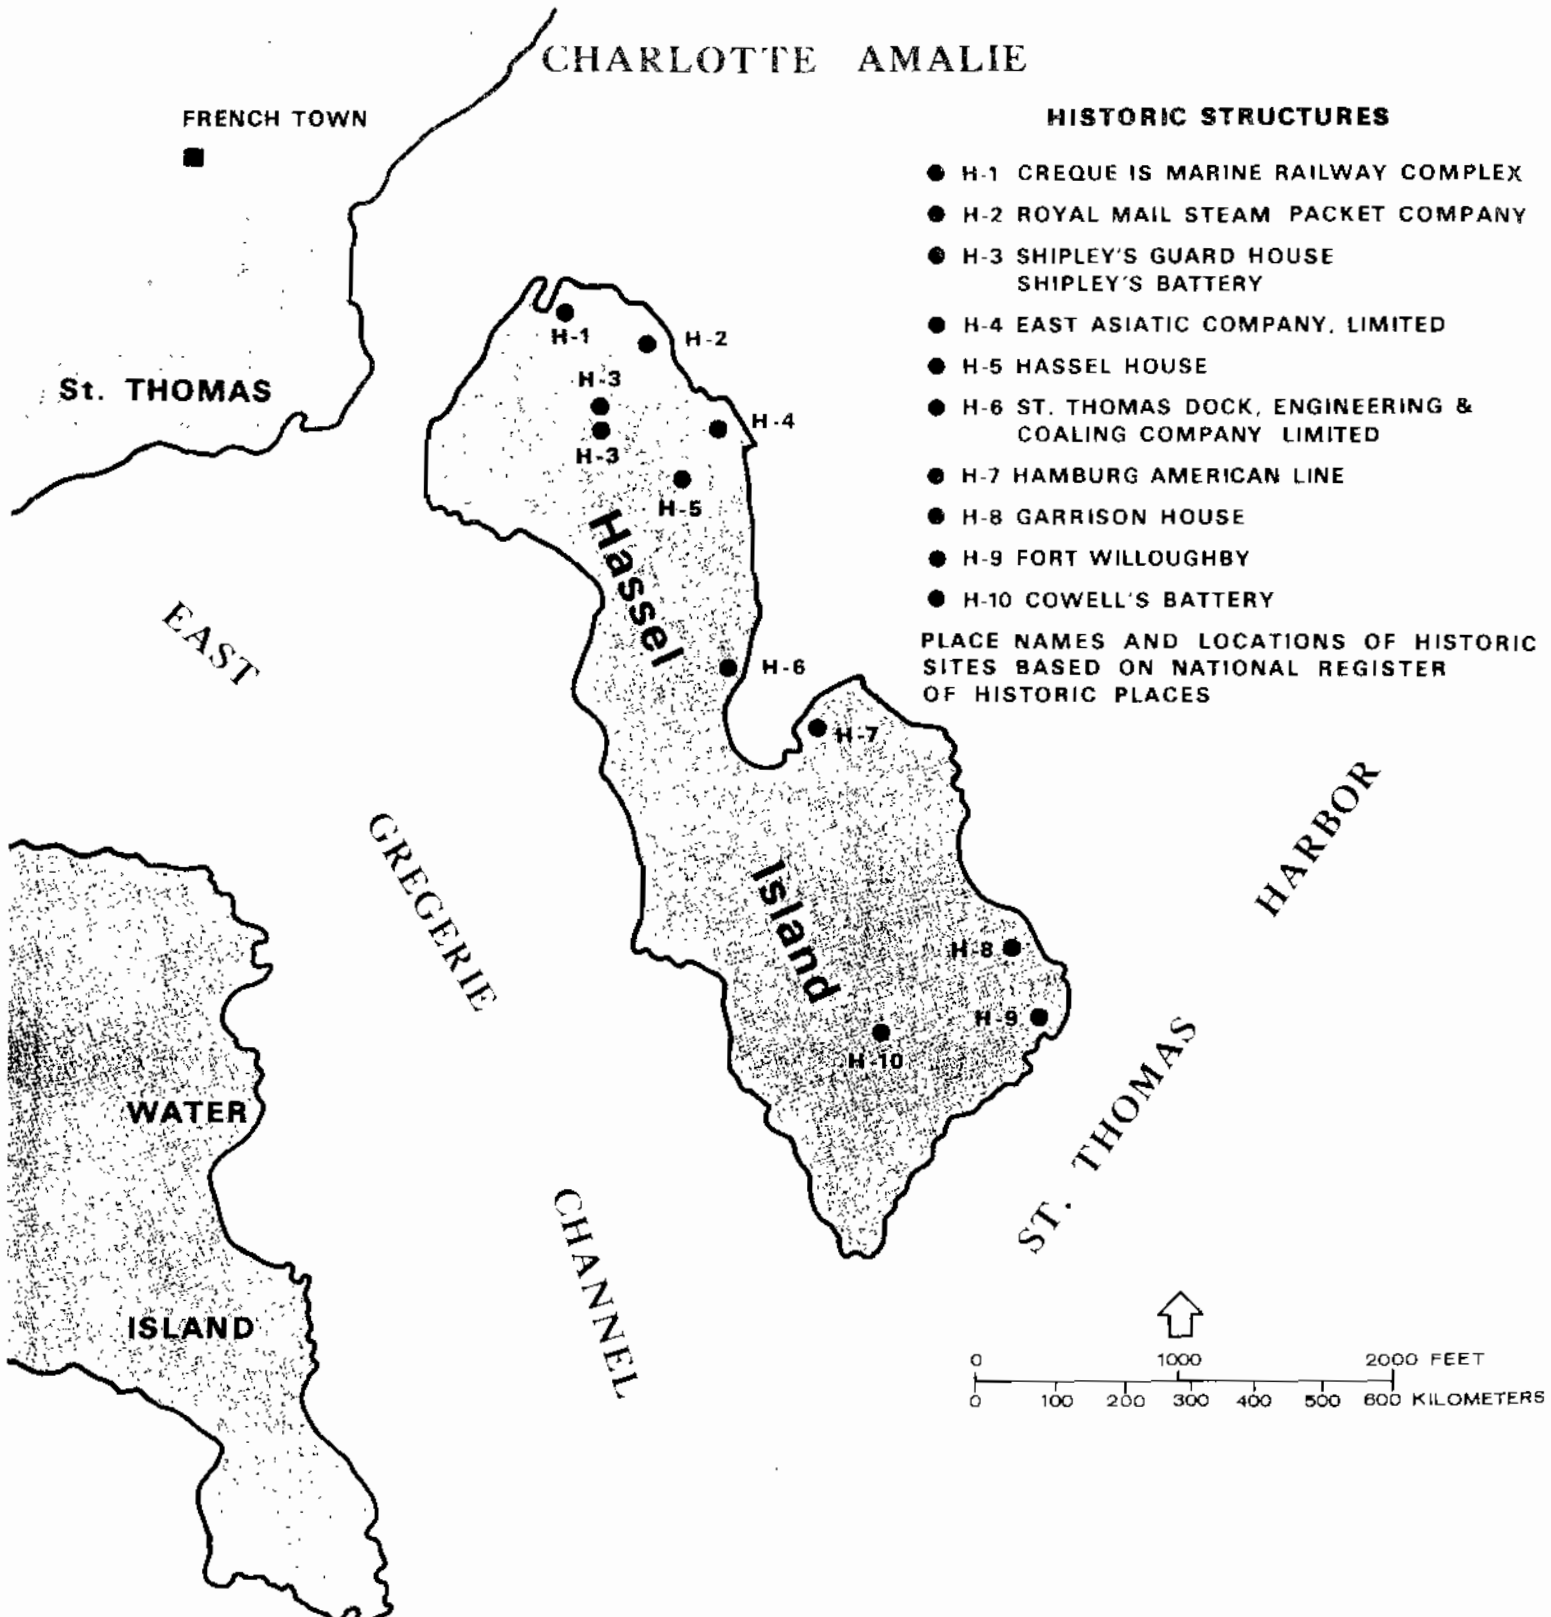 CHARLOTTE AMALIE
FRENCH TOWN
HISTORIC STRUCTURES
H-1 CREQUE IS MARINE RAILWAY COMPLEX
H-2 ROYAL MAIL STEAM PACKET COMPANY
H-3 SHIPLEY'S GUARD HOUSE
SHIPLEY'S BATTERY
H-4 EAST ASIATIC COMPANY, LIMITED
H-5 HASSEL HOUSE
H-6 ST. THOMAS DOCK, ENGINEERING &
COALING COMPANY LIMITED
H-7 HAMBURG AMERICAN LINE
H-8 GARRISON HOUSE
H-9 FORT WILLOUGHBY
H-10 COWELL'S BATTERY
PLACE NAMES AND LOCATIONS OF HISTORIC
SITES BASED ON NATIONAL REGISTER
OF HISTORIC PLACES
H-1
H-2
H-3
St. THOMAS
H-4
H-3
H-5
Hassel
EAST
H-6
H-7
GREGERIE
HARBOR
Island
H-8
H-9
H-10
WATER
ST. THOMAS
CHANNEL
ISLAND
0 1000 2000 FEET
0 100 200 300 400 500 600 KILOMETERS